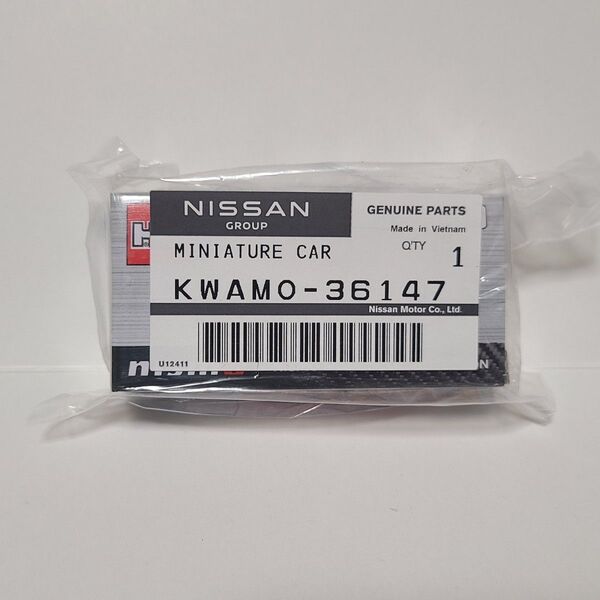 NISSAN
GROUP
GENUINE PARTS
Made in Vietnam
MINIATURE CAR
Q'TY 1
KWAM0-36147
Nissan Motor Co., Ltd.
U12411